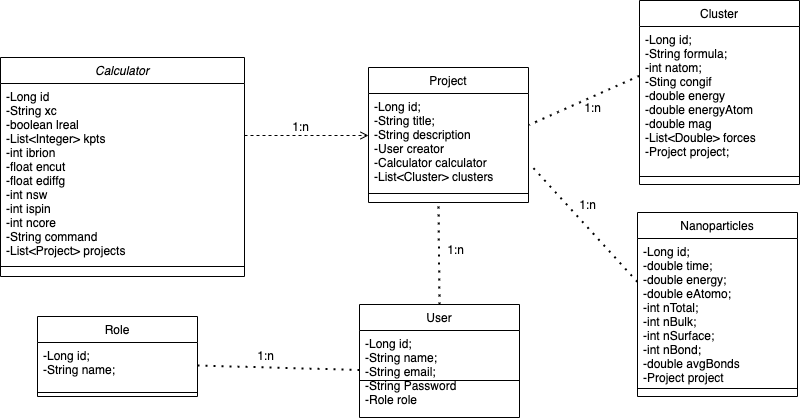 Calculator
-Long id
-String xc
-boolean lreal
-List<Integer> kpts
-int ibrion
-float encut
-float ediffg
-int nsw
-int ispin
-int ncore
-String command
-List<Project> projects
1:n
Project
-Long id;
-String title;
-String description
-User creator
-Calculator calculator
-List<Cluster> clusters
1:n
Cluster
-Long id;
-String formula;
-int natom;
-Sting congif
-double energy
-double energyAtom
-double mag
-List<Double> forces
-Project project;
1:n
Nanoparticles
-Long id;
-double time;
-double energy;
-double eAtomo;
-int nTotal;
-int nBulk;
-int nSurface;
-int nBond;
-double avgBonds
-Project project
1:n
Role
-Long id;
-String name;
1:n
User
-Long id;
-String name;
-String email;
-String Password
-Role role